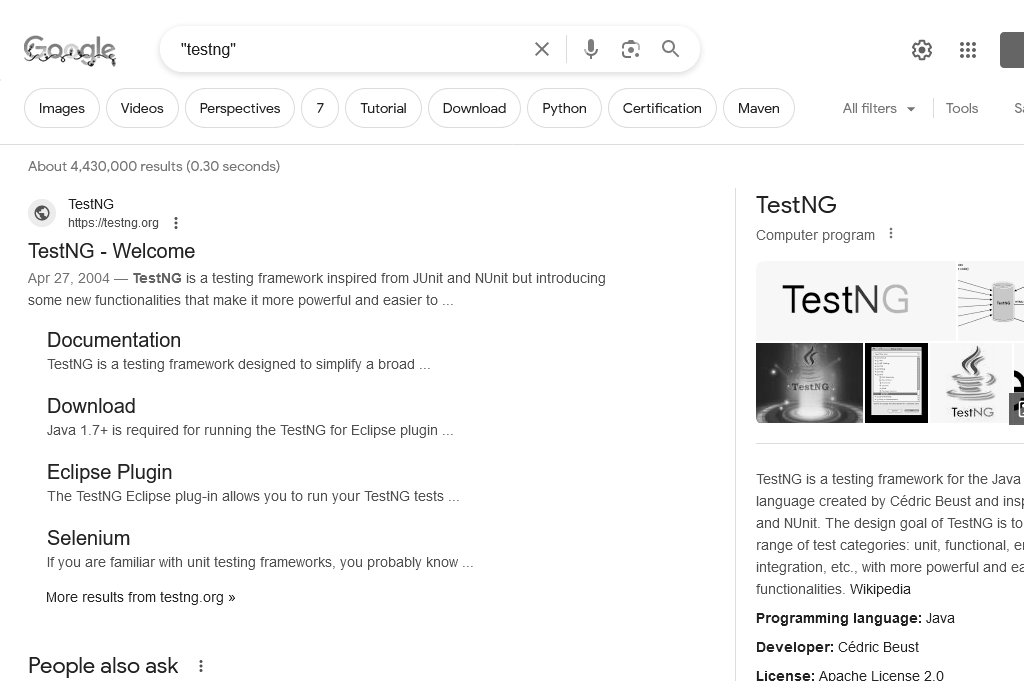 Google
"testng"
Images
Videos
Perspectives
7
Tutorial
Download
Python
Certification
Maven
All filters
Tools
About 4,430,000 results (0.30 seconds)
TestNG
https://testng.org
TestNG - Welcome
Apr 27, 2004 — TestNG is a testing framework inspired from JUnit and NUnit but introducing
some new functionalities that make it more powerful and easier to ...
Documentation
TestNG is a testing framework designed to simplify a broad ...
Download
Java 1.7+ is required for running the TestNG for Eclipse plugin ...
Eclipse Plugin
The TestNG Eclipse plug-in allows you to run your TestNG tests ...
Selenium
If you are familiar with unit testing frameworks, you probably know ...
More results from testng.org »
People also ask
TestNG
Computer program
TestNG
TestNG
TestNG
TestNG
TestNG is a testing framework for the Java
language created by Cédric Beust and
and NUnit. The design goal of TestNG is to
range of test categories: unit, functional,
integration, etc., with more powerful and
functionalities. Wikipedia
Programming language: Java
Developer: Cédric Beust
License: Apache License 2.0